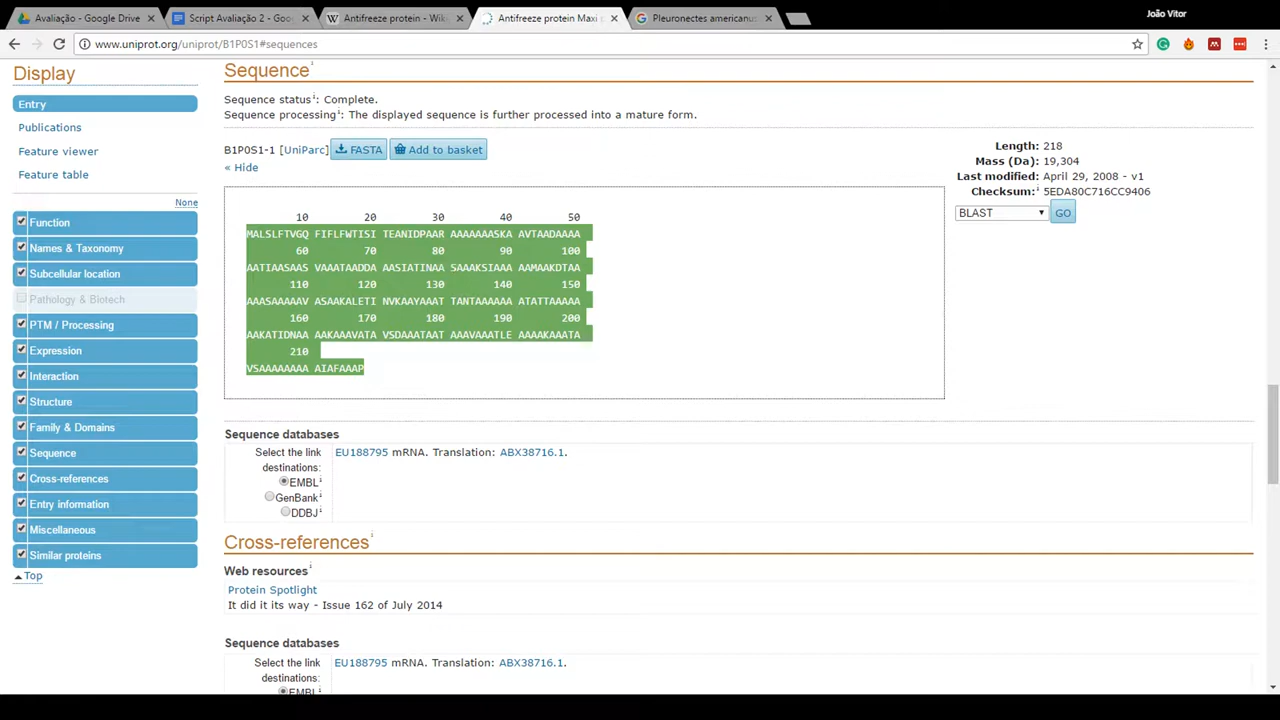 João Vitor
Avaliação - Google Drive
Script Avaliação 2 - Goo
Antifreeze protein - Wiki
Antifreeze protein Maxi
Pleuronectes americanus
www.uniprot.org/uniprot/B1P0S1#sequences
Display
Entry
Publications
Feature viewer
Feature table
None
Function
Names & Taxonomy
Subcellular location
Pathology & Biotech
PTM / Processing
Expression
Interaction
Structure
Family & Domains
Sequence
Cross-references
Entry information
Miscellaneous
Similar proteins
Top
Sequence i
Sequence status i: Complete.
Sequence processing i: The displayed sequence is further processed into a mature form.
B1P0S1-1 [UniParc] FASTA Add to basket
« Hide
10 20 30 40 50
MALSLFTVGQ FIFLFWTISI TEANIDPAAR AAAAAAASKA AVTAADAAAA
60 70 80 90 100
AATIAASAAS VAAATAADDA AASIATINAA SAAAKSIAAA AAMAAKDTAA
110 120 130 140 150
AAASAAAAAV ASAAKALETI NVKAAYAAAT TANTAAAAAA ATATTAAAAA
160 170 180 190 200
AAKATIDNAA AAKAAAVATA VSDAAATAAT AAAVAAATLE AAAAKAAATA
210
VSAAAAAAAA AIAFAAAP
Length: 218
Mass (Da): 19,304
Last modified: April 29, 2008 - v1
Checksum: i 5EDA80C716CC9406
BLAST GO
Sequence databases
Select the link destinations:
EMBL i
GenBank i
DDBJ i
EU188795 mRNA. Translation: ABX38716.1.
Cross-references i
Web resources i
Protein Spotlight
It did it its way - Issue 162 of July 2014
Sequence databases
Select the link destinations:
EMBL i
EU188795 mRNA. Translation: ABX38716.1.